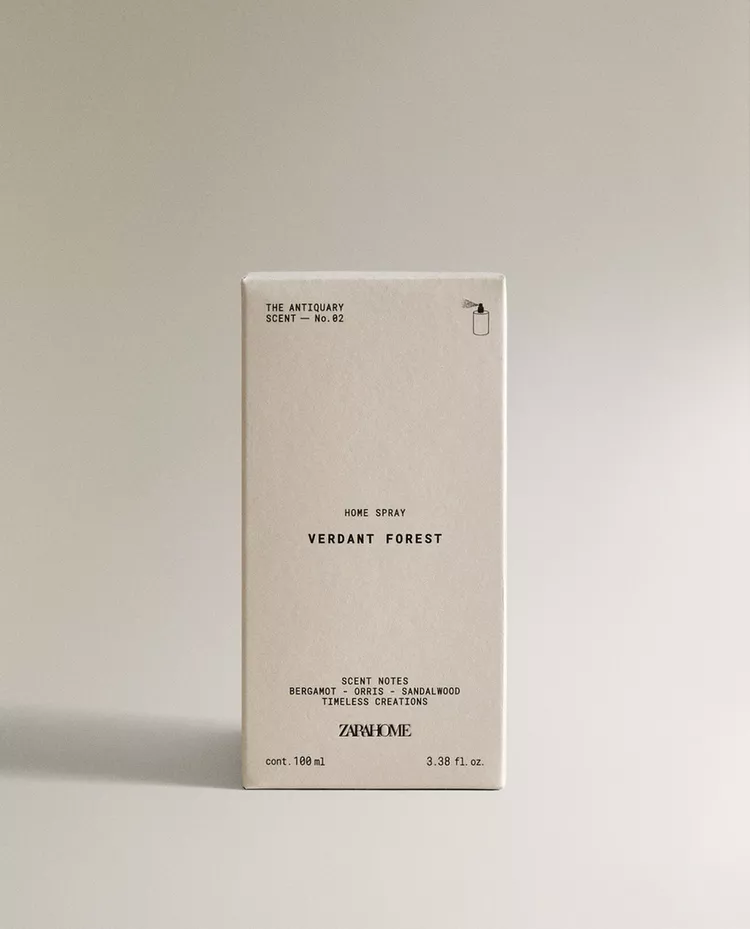 THE ANTIQUARY
SCENT — No.02
HOME SPRAY
VERDANT FOREST
SCENT NOTES
BERGAMOT - ORRIS - SANDALWOOD
TIMELESS CREATIONS
ZARAHOME
cont. 100 ml
3.38 fl. oz.